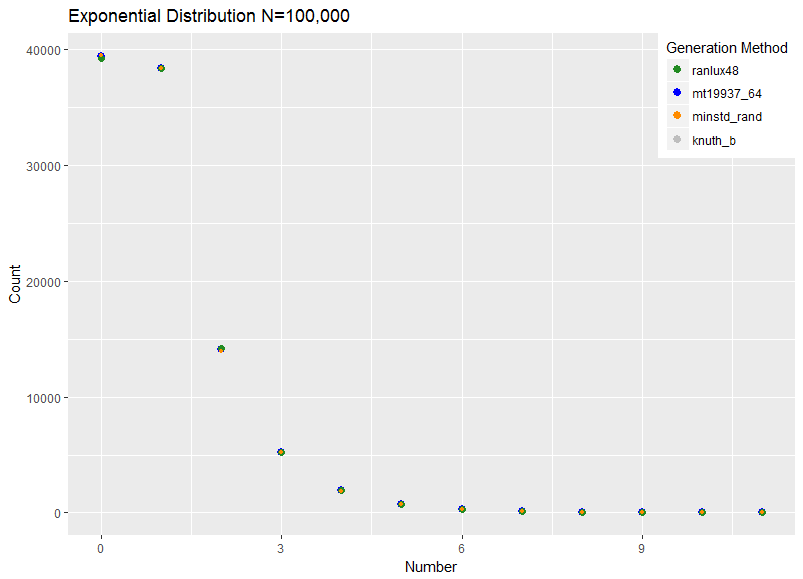 Exponential Distribution N=100,000
Generation Method
ranlux48
mt19937_64
minstd_rand
knuth_b
40000
30000
20000
10000
0
Count
0 3 6 9
Number